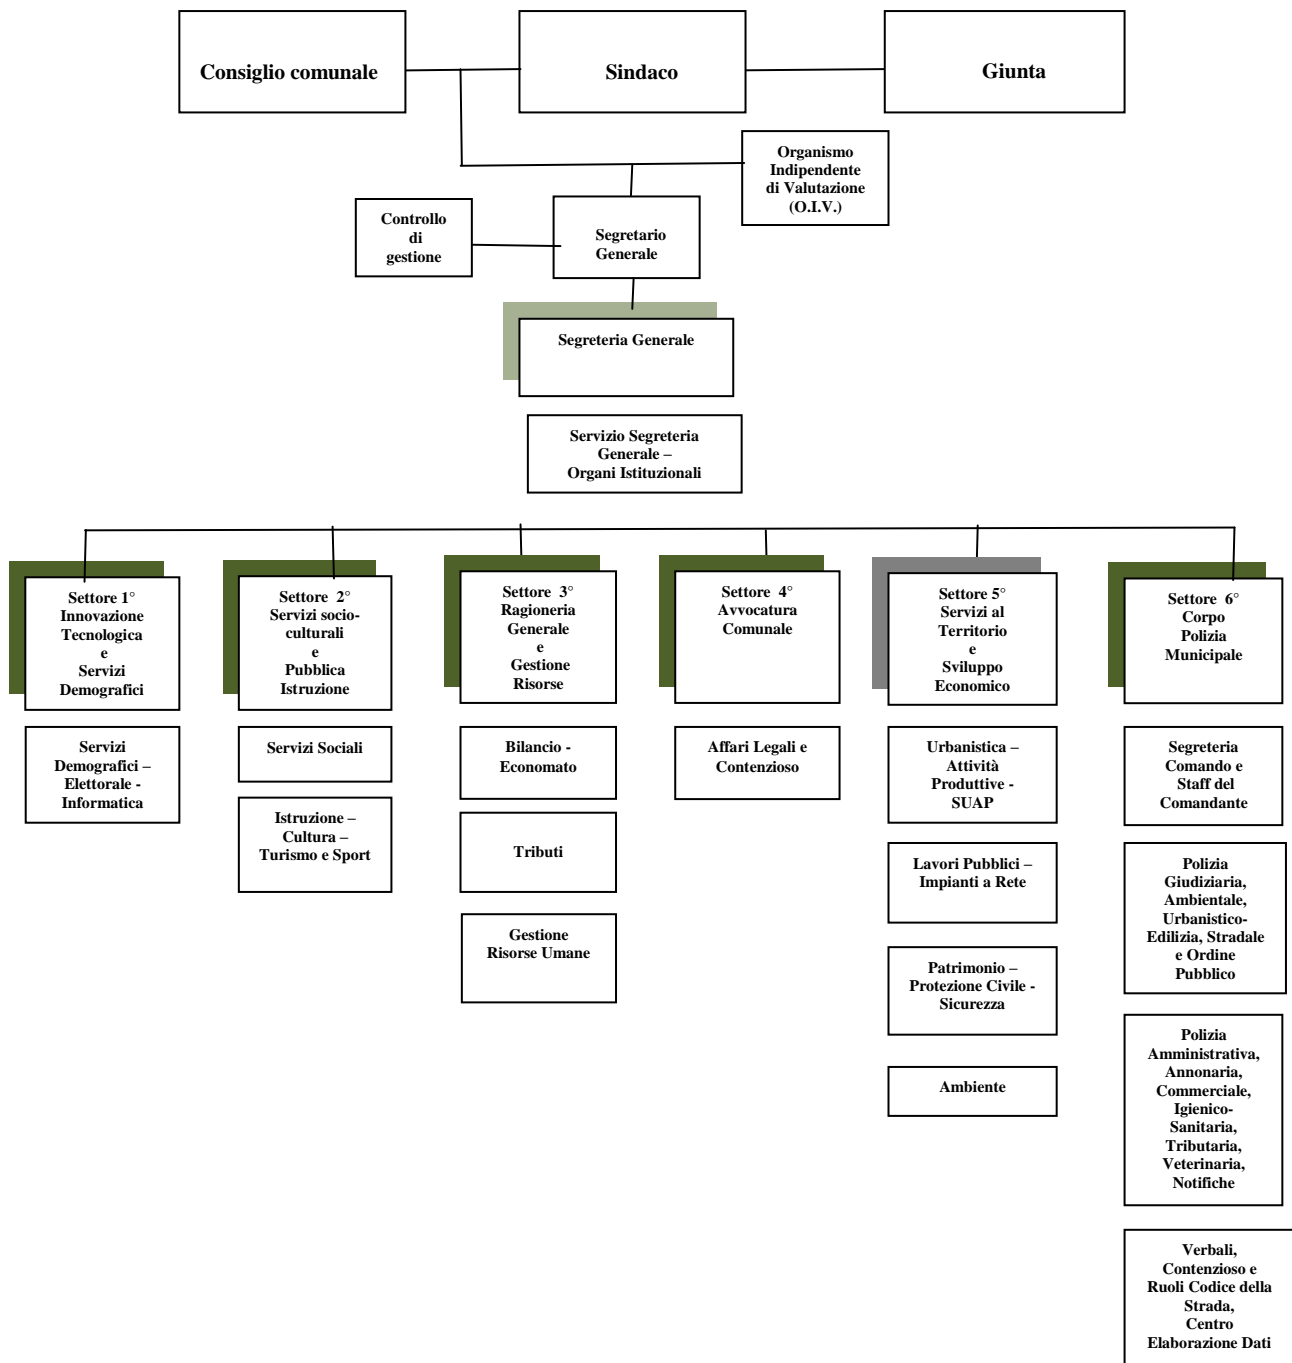 Consiglio comunale
Sindaco
Giunta
Organismo
Indipendente
di Valutazione
(O.I.V.)
Controllo
di
gestione
Segretario
Generale
Segreteria Generale
Servizio Segreteria
Generale –
Organi Istituzionali
Settore 1°
Innovazione
Tecnologica
e
Servizi
Demografici
Servizi
Demografici –
Elettorale -
Informatica
Settore 2°
Servizi socio-
culturali
e
Pubblica
Istruzione
Servizi Sociali
Istruzione –
Cultura –
Turismo e Sport
Settore 3°
Ragioneria
Generale
e
Gestione
Risorse
Bilancio -
Economato
Tributi
Gestione
Risorse Umane
Settore 4°
Avvocatura
Comunale
Affari Legali e
Contenzioso
Settore 5°
Servizi al
Territorio
e
Sviluppo
Economico
Urbanistica –
Attività
Produttive -
SUAP
Lavori Pubblici –
Impianti a Rete
Patrimonio –
Protezione Civile -
Sicurezza
Ambiente
Settore 6°
Corpo
Polizia
Municipale
Segreteria
Comando e
Staff del
Comandante
Polizia
Giudiziaria,
Ambientale,
Urbanistico-
Edilizia, Stradale
e Ordine
Pubblico
Polizia
Amministrativa,
Annonaria,
Commerciale,
Igienico-
Sanitaria,
Tributaria,
Veterinaria,
Notifiche
Verbali,
Contenzioso e
Ruoli Codice della
Strada,
Centro
Elaborazione Dati